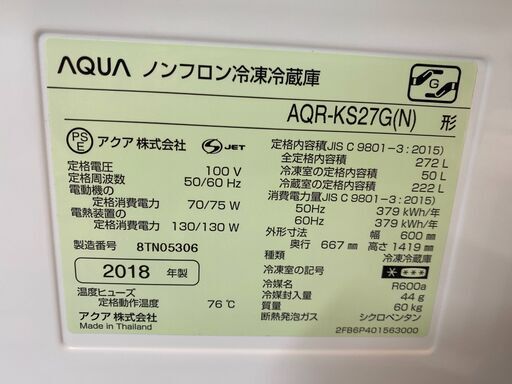 AQUA ノンフロン冷凍冷蔵庫
G
AQR-KS27G(N) 形
PSE アクア 株式会社 S JET
定格電圧 100 V
定格周波数 50/60 Hz
電動機の
定格消費電力 70/75 W
電熱装置の
定格消費電力 130/130 W
製造番号 8TN05306
2018 年製
温度ヒューズ
定格動作温度 76℃
アクア 株式会社
Made in Thailand
定格内容積(JIS C 9801-3:2015)
全定格内容積 272 L
冷凍室の定格内容積 50 L
冷蔵室の定格内容積 222 L
消費電力量(JIS C 9801-3:2015)
50Hz 379 kWh/年
60Hz 379 kWh/年
外形寸法 幅 600 mm
奥行 667 mm 高さ 1419 mm
種類 冷凍冷蔵庫
冷凍室の記号 ＊＊＊＊
冷媒名 R600a
冷媒封入量 44 g
質量 60 kg
断熱発泡ガス シクロペンタン
2FB6P401563000